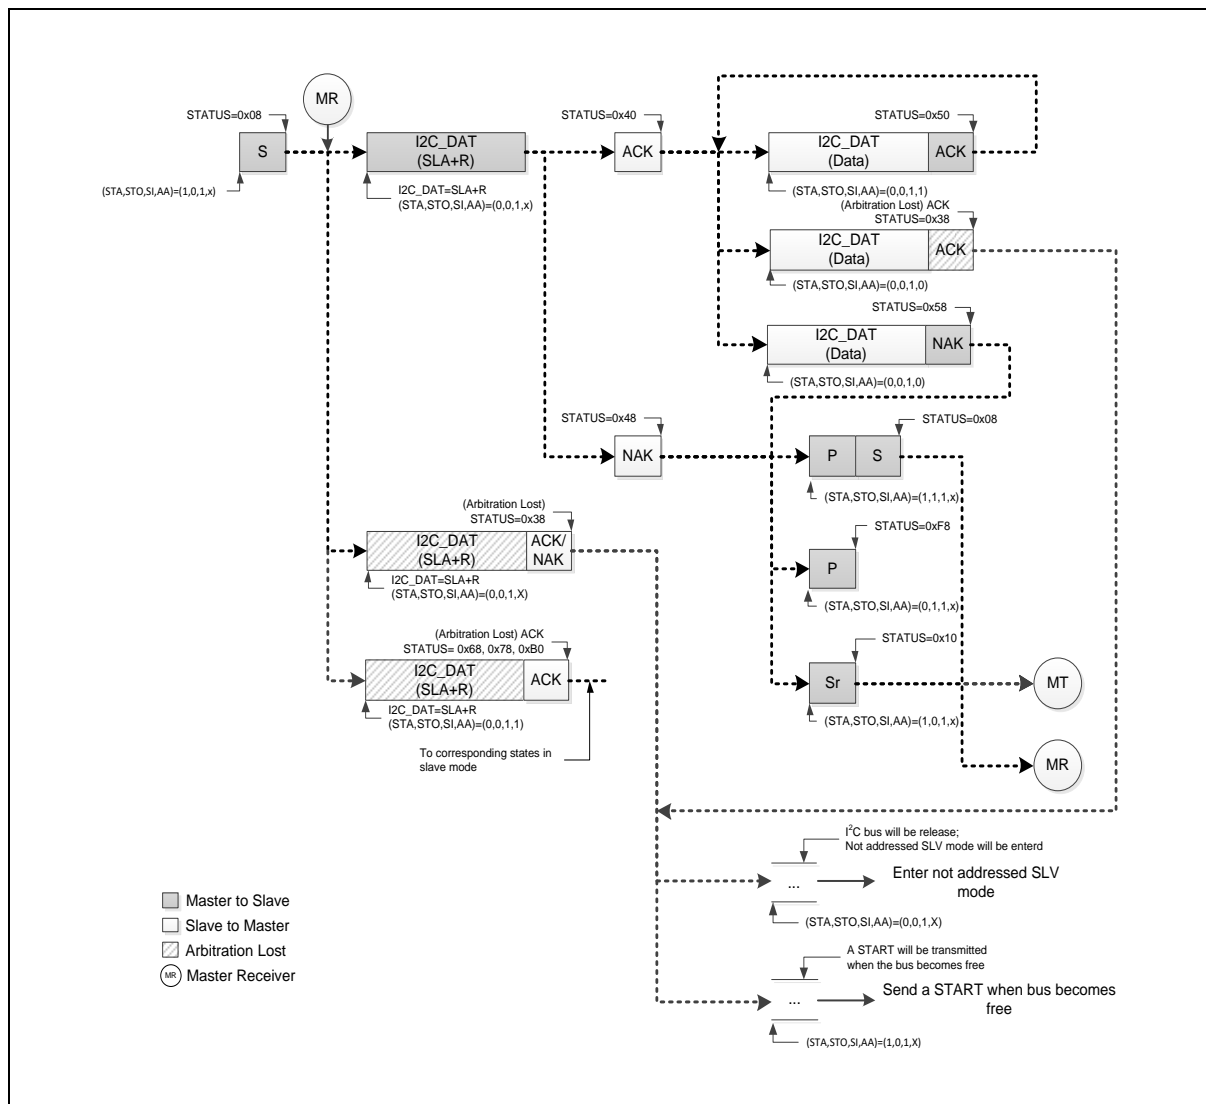 MR
STATUS=0x08
STATUS=0x40
STATUS=0x50
S
I2C_DAT
(SLA+R)
ACK
I2C_DAT
(Data)
ACK
(STA,STO,SI,AA)=(1,0,1,x)
I2C_DAT=SLA+R
(STA,STO,SI,AA)=(0,0,1,x)
(STA,STO,SI,AA)=(0,0,1,1)
(Arbitration Lost) ACK
STATUS=0x38
I2C_DAT
(Data)
ACK
(STA,STO,SI,AA)=(0,0,1,0)
STATUS=0x58
I2C_DAT
(Data)
NAK
(STA,STO,SI,AA)=(0,0,1,0)
STATUS=0x48
STATUS=0x08
NAK
P
S
(STA,STO,SI,AA)=(1,1,1,x)
(Arbitration Lost)
STATUS=0x38
I2C_DAT
(SLA+R)
ACK/
NAK
I2C_DAT=SLA+R
(STA,STO,SI,AA)=(0,0,1,X)
STATUS=0xF8
P
(STA,STO,SI,AA)=(0,1,1,x)
(Arbitration Lost) ACK
STATUS= 0x68, 0x78, 0xB0
I2C_DAT
(SLA+R)
ACK
I2C_DAT=SLA+R
(STA,STO,SI,AA)=(0,0,1,1)
To corresponding states in
slave mode
STATUS=0x10
Sr
MT
(STA,STO,SI,AA)=(1,0,1,x)
MR
I²C bus will be release;
Not addressed SLV mode will be enterd
...
Enter not addressed SLV
mode
(STA,STO,SI,AA)=(0,0,1,X)
A START will be transmitted
when the bus becomes free
...
Send a START when bus becomes
free
(STA,STO,SI,AA)=(1,0,1,X)
Master to Slave
Slave to Master
Arbitration Lost
MR Master Receiver